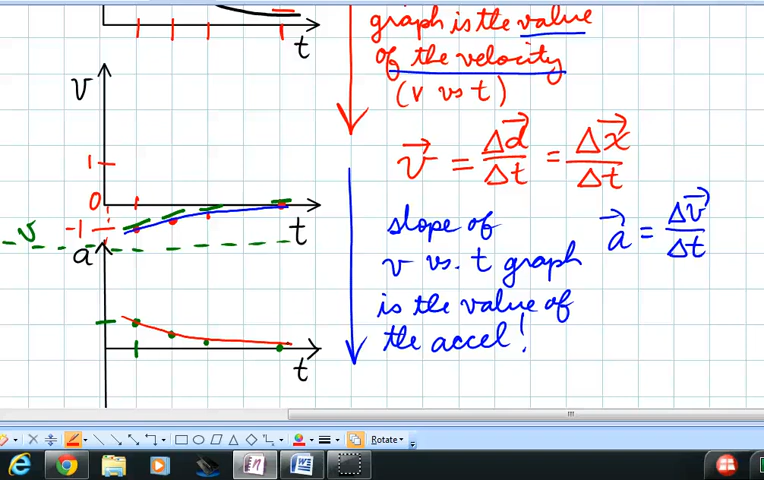 graph is the value
of the velocity
(v vs t)
t
v
1
0
-1
t
v
a
t
v = Δd/Δt = Δx/Δt
slope of
v vs. t graph
is the value of
the accel!
a = Δv/Δt
Rotate